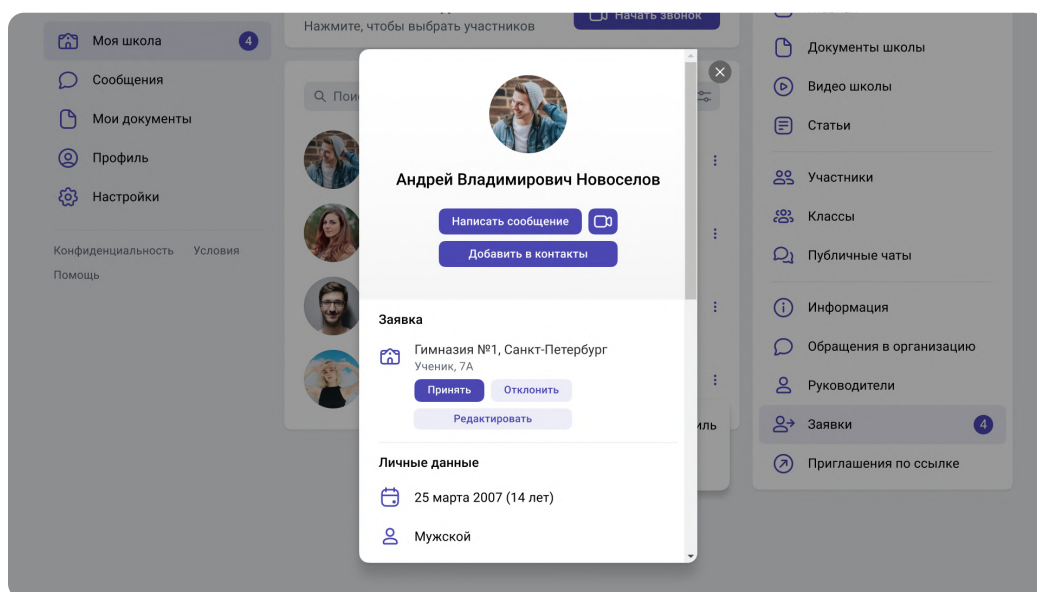 Моя школа
4
Сообщения
Мои документы
Профиль
Настройки
Конфиденциальность Условия
Помощь
Нажмите, чтобы выбрать участников
Начать звонок
Андрей Владимирович Новоселов
Написать сообщение
Добавить в контакты
Заявка
Гимназия №1, Санкт-Петербург
Ученик, 7А
Принять Отклонить
Редактировать
Личные данные
25 марта 2007 (14 лет)
Мужской
Документы школы
Видео школы
Статьи
Участники
Классы
Публичные чаты
Информация
Обращения в организацию
Руководители
Заявки
4
Приглашения по ссылке